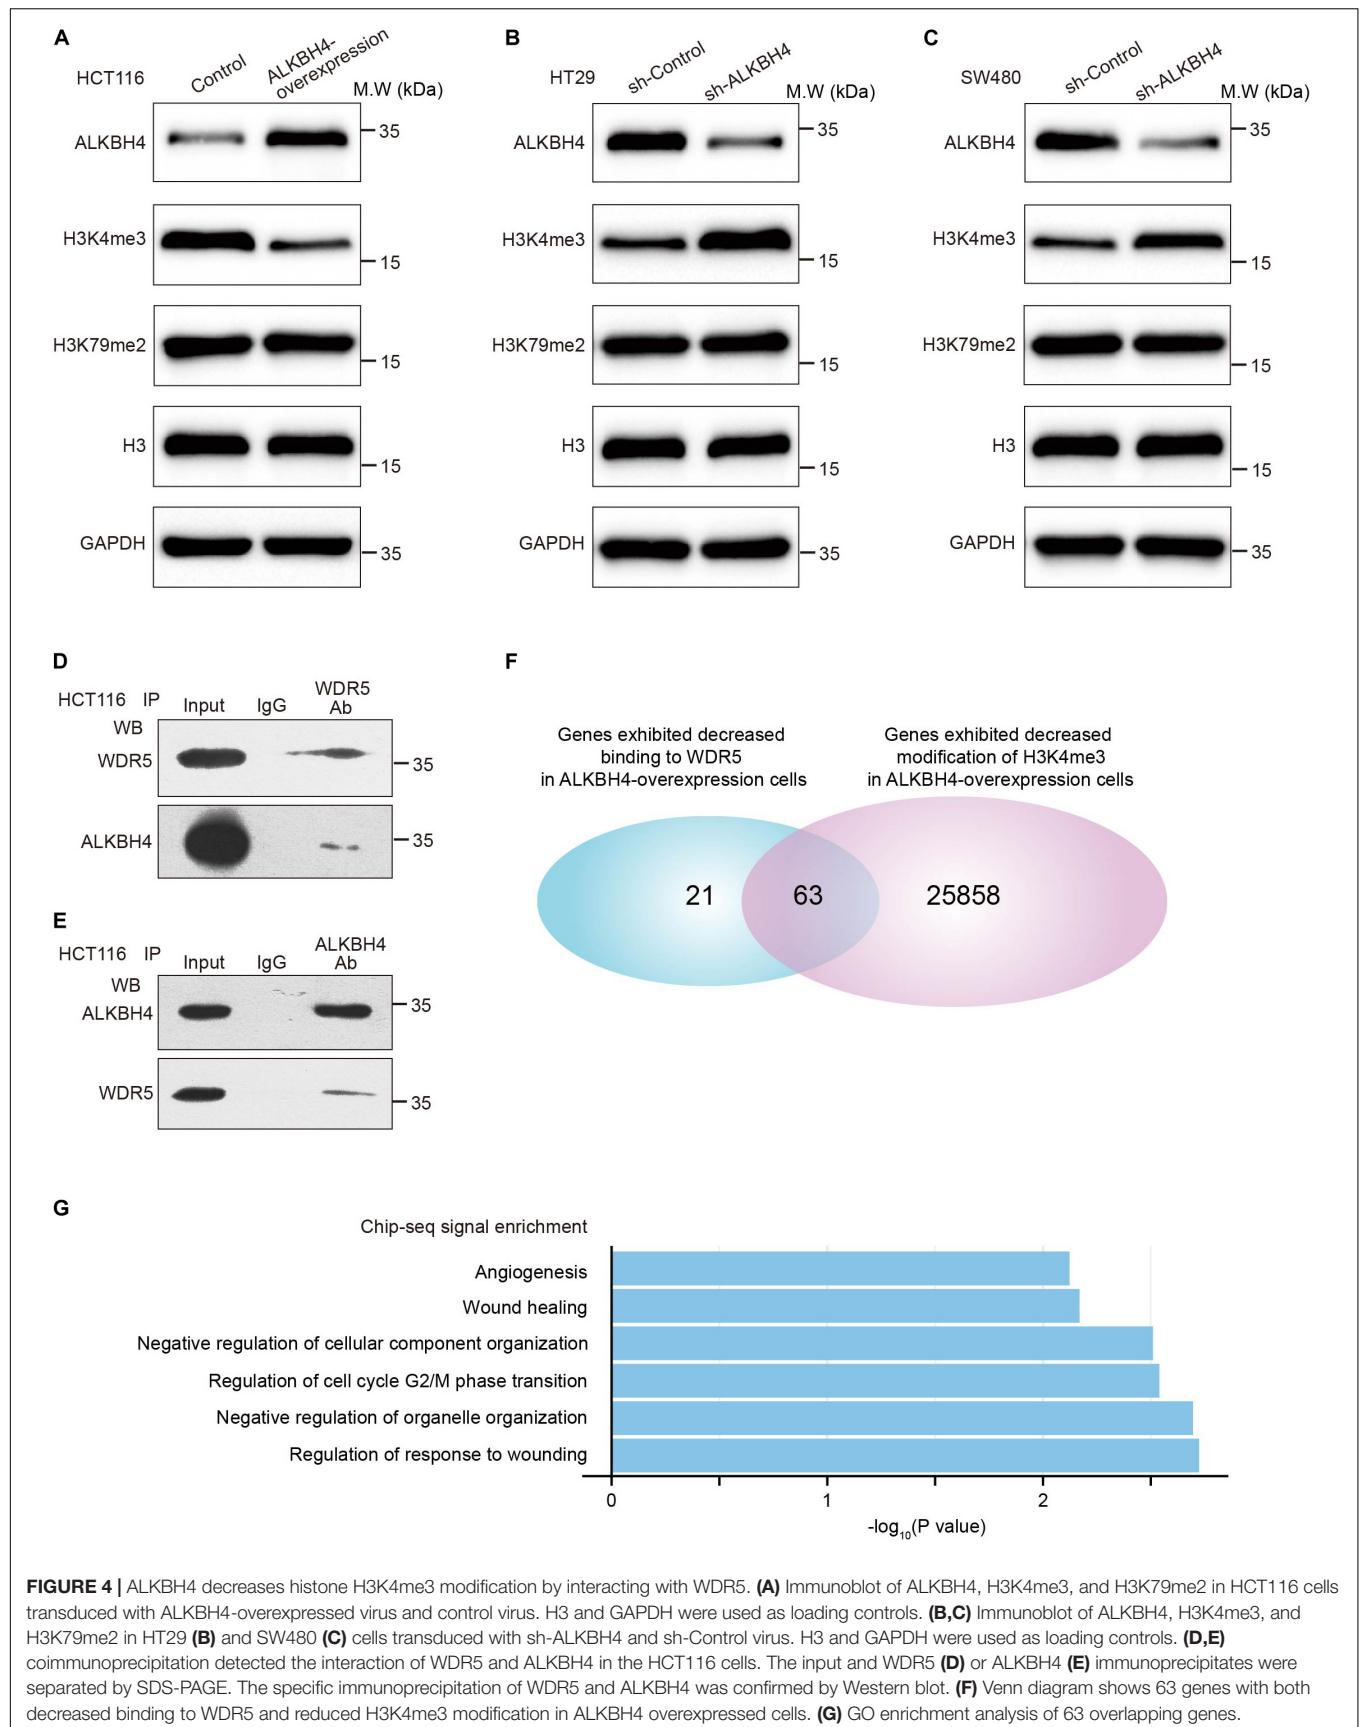 A
HCT116
Control
ALKBH4-
overexpression
M.W (kDa)
ALKBH4
35
H3K4me3
15
H3K79me2
15
H3
15
GAPDH
35
B
HT29
sh-Control
sh-ALKBH4
M.W (kDa)
ALKBH4
35
H3K4me3
15
H3K79me2
15
H3
15
GAPDH
35
C
SW480
sh-Control
sh-ALKBH4
M.W (kDa)
ALKBH4
35
H3K4me3
15
H3K79me2
15
H3
15
GAPDH
35
D
HCT116 IP Input IgG WDR5
Ab
WB
WDR5
35
ALKBH4
35
E
HCT116 IP Input IgG ALKBH4
Ab
WB
ALKBH4
35
WDR5
35
F
Genes exhibited decreased
binding to WDR5
in ALKBH4-overexpression cells
Genes exhibited decreased
modification of H3K4me3
in ALKBH4-overexpression cells
21 63 25858
G
Chip-seq signal enrichment
Angiogenesis
Wound healing
Negative regulation of cellular component organization
Regulation of cell cycle G2/M phase transition
Negative regulation of organelle organization
Regulation of response to wounding
0 1 2
-log10(P value)
FIGURE 4 | ALKBH4 decreases histone H3K4me3 modification by interacting with WDR5. (A) Immunoblot of ALKBH4, H3K4me3, and H3K79me2 in HCT116 cells
transduced with ALKBH4-overexpressed virus and control virus. H3 and GAPDH were used as loading controls. (B,C) Immunoblot of ALKBH4, H3K4me3, and
H3K79me2 in HT29 (B) and SW480 (C) cells transduced with sh-ALKBH4 and sh-Control virus. H3 and GAPDH were used as loading controls. (D,E)
coimmunoprecipitation detected the interaction of WDR5 and ALKBH4 in the HCT116 cells. The input and WDR5 (D) or ALKBH4 (E) immunoprecipitates were
separated by SDS-PAGE. The specific immunoprecipitation of WDR5 and ALKBH4 was confirmed by Western blot. (F) Venn diagram shows 63 genes with both
decreased binding to WDR5 and reduced H3K4me3 modification in ALKBH4 overexpressed cells. (G) GO enrichment analysis of 63 overlapping genes.